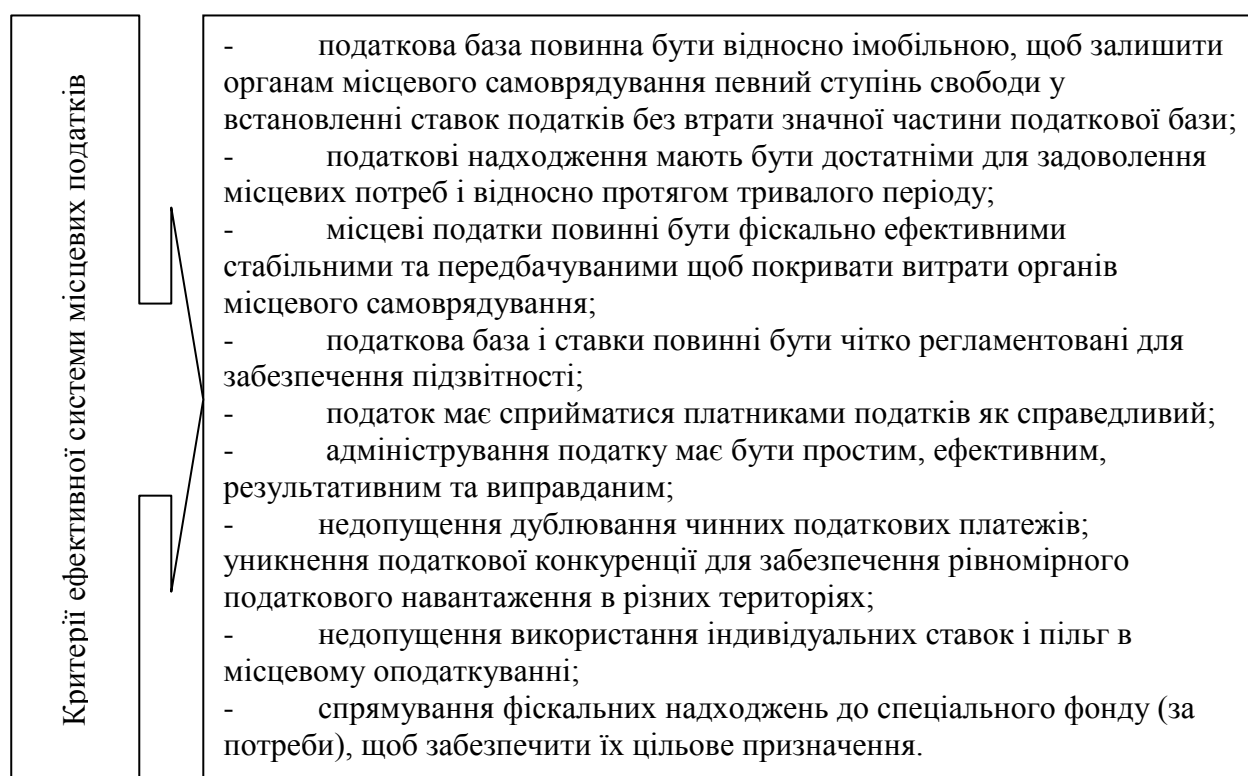 Критерії ефективної системи місцевих податків
- податкова база повинна бути відносно імобільною, щоб залишити
органам місцевого самоврядування певний ступінь свободи у
встановленні ставок податків без втрати значної частини податкової бази;
- податкові надходження мають бути достатніми для задоволення
місцевих потреб і відносно протягом тривалого періоду;
- місцеві податки повинні бути фіскально ефективними
стабільними та передбачуваними щоб покривати витрати органів
місцевого самоврядування;
- податкова база і ставки повинні бути чітко регламентовані для
забезпечення підзвітності;
- податок має сприйматися платниками податків як справедливий;
- адміністрування податку має бути простим, ефективним,
результативним та виправданим;
- недопущення дублювання чинних податкових платежів;
уникнення податкової конкуренції для забезпечення рівномірного
податкового навантаження в різних територіях;
- недопущення використання індивідуальних ставок і пільг в
місцевому оподаткуванні;
- спрямування фіскальних надходжень до спеціального фонду (за
потреби), щоб забезпечити їх цільове призначення.